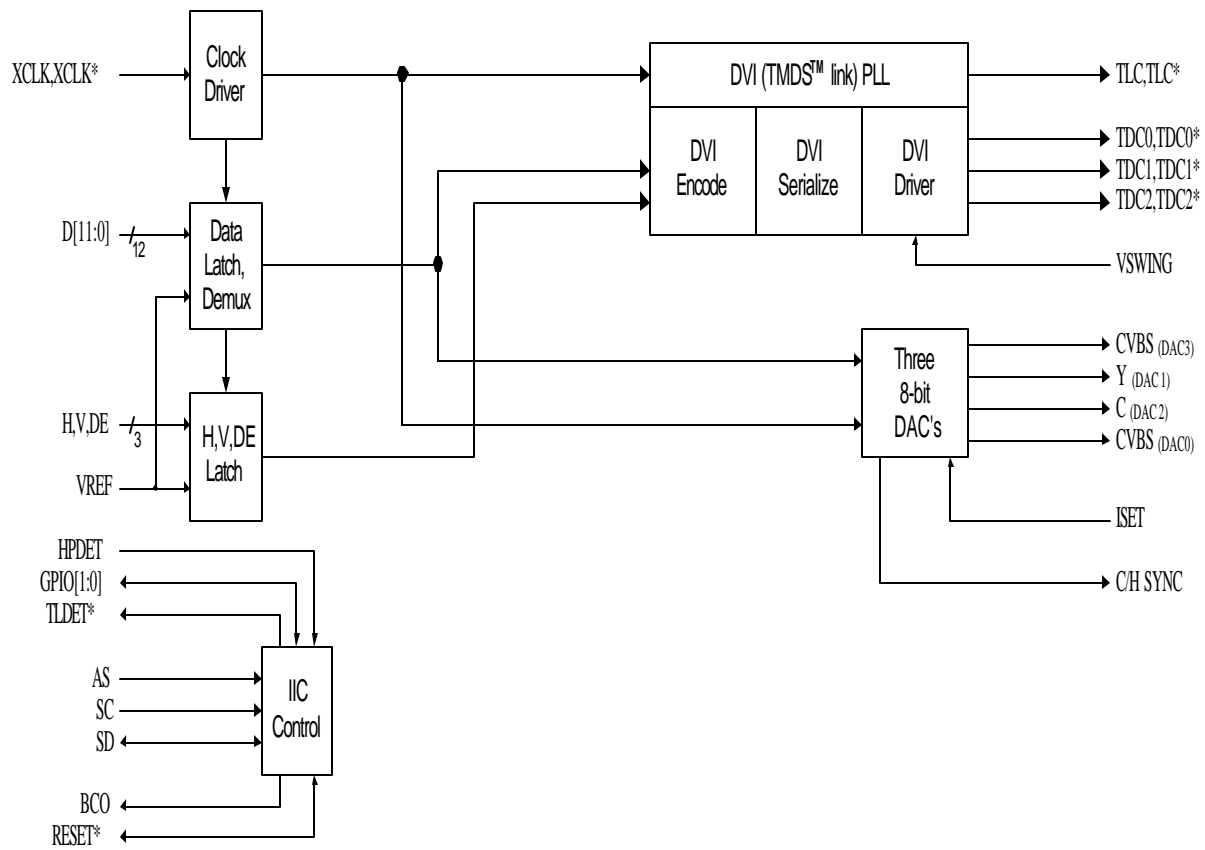 XCLK,XCLK*
Clock
Driver
DVI (TMDS™ link) PLL
TLC,TLC*
DVI
Encode
DVI
Serialize
DVI
Driver
TDC0,TDC0*
TDC1,TDC1*
TDC2,TDC2*
D[11:0]
12
Data
Latch,
Demux
VSWING
Three
8-bit
DAC's
CVBS (DAC3)
Y (DAC 1)
C (DAC 2)
CVBS (DAC0)
H,V,DE
3
H,V,DE
Latch
VREF
ISET
HPDET
GPIO[1:0]
TLDET*
C/H SYNC
AS
SC
SD
IIC
Control
BCO
RESET*